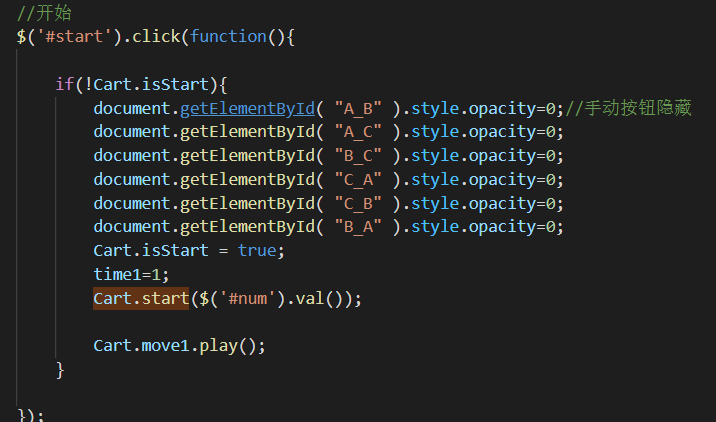 //开始
$('#start').click(function(){
if(!Cart.isStart){
document.getElementById( "A_B" ).style.opacity=0;//手动按钮隐藏
document.getElementById( "A_C" ).style.opacity=0;
document.getElementById( "B_C" ).style.opacity=0;
document.getElementById( "C_A" ).style.opacity=0;
document.getElementById( "C_B" ).style.opacity=0;
document.getElementById( "B_A" ).style.opacity=0;
Cart.isStart = true;
time1=1;
Cart.start($('#num').val());
Cart.move1.play();
}
});